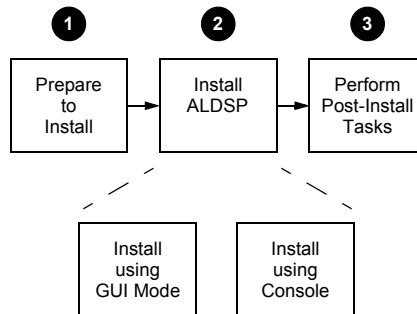 1
2
3
Prepare
to
Install
Install
ALDSP
Perform
Post-Install
Tasks
Install
using
GUI Mode
Install
using
Console